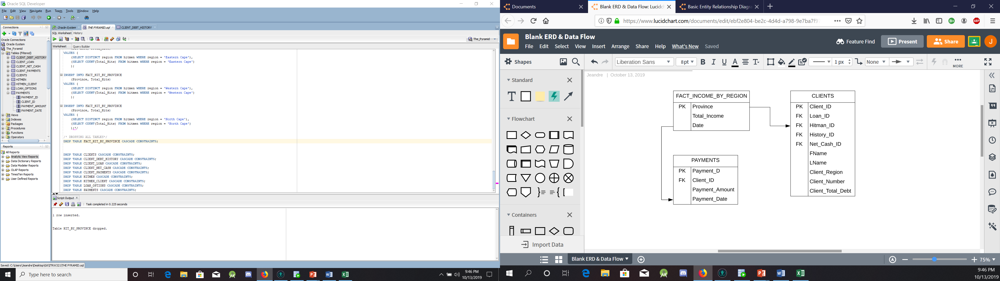 Oracle SQL Developer
File Edit View Navigate Run Team Tools Window Help
Connections
Oracle Connections
Oracle-System
The_Pyramid
Tables (Filtered)
CLIENT_DEBT_HISTORY
CLIENT_LOAN
CLIENT_NET_CASH
CLIENT_PAYMENTS
CLIENTS
HITMEN
HITMEN_CLIENT
LOAN_OPTIONS
PAYMENTS
PAYMENT_ID
CLIENT_ID
PAYMENT_AMOUNT
PAYMENT_DATE
Views
Indexes
Packages
Procedures
Functions
Operators
Reports
All Reports
Analytic View Reports
Data Dictionary Reports
Data Modeler Reports
OLAP Reports
TimesTen Reports
User Defined Reports
Oracle-System THE PYRAMID.sql CLIENT_DEBT_HISTORY
SQL Worksheet History
The_Pyramid
Worksheet Query Builder
VALUES (
(SELECT DISTINCT region FROM hitmen WHERE region = 'Eastern Cape'),
(SELECT COUNT(Total_Hits) FROM hitmen WHERE region = 'Eastern Cape')
);
INSERT INTO FACT_HIT_BY_PROVINCE
(Province, Total_Hits)
VALUES (
(SELECT DISTINCT region FROM hitmen WHERE region = 'Western Cape'),
(SELECT COUNT(Total_Hits) FROM hitmen WHERE region = 'Western Cape')
);
INSERT INTO FACT_HIT_BY_PROVINCE
(Province, Total_Hits)
VALUES (
(SELECT DISTINCT region FROM hitmen WHERE region = 'North Cape'),
(SELECT COUNT(Total_Hits) FROM hitmen WHERE region = 'North Cape')
);*/
/* DROPPING ALL TABLES*/
DROP TABLE FACT_HIT_BY_PROVINCE CASCADE CONSTRAINTS;
DROP TABLE CLIENTS CASCADE CONSTRAINTS;
DROP TABLE CLIENT_DEBT_HISTORY CASCADE CONSTRAINTS;
DROP TABLE CLIENT_LOAN CASCADE CONSTRAINTS;
DROP TABLE CLIENT_NET_CASH CASCADE CONSTRAINTS;
DROP TABLE CLIENT_PAYMENTS CASCADE CONSTRAINTS;
DROP TABLE HITMEN CASCADE CONSTRAINTS;
DROP TABLE HITMEN_CLIENT CASCADE CONSTRAINTS;
DROP TABLE LOAN_OPTIONS CASCADE CONSTRAINTS;
DROP TABLE PAYMENTS CASCADE CONSTRAINTS;
Script Output x
Task completed in 0.225 seconds
1 row inserted.
Table HIT_BY_PROVINCE dropped.
Saved: C:\Users\Jeandre\Desktop\Git\ITRW321\THE PYRAMID.sql
Type here to search
9:46 PM
10/13/2019
Documents
Blank ERD & Data Flow: Lucidch
Basic Entity Relationship Diagra
https://www.lucidchart.com/documents/edit/ebf2e804-be2c-4d4d-a798-9e7ba7f97
ABP
Blank ERD & Data Flow
File Edit Select View Insert Arrange Share Help What's New Saved
Feature Find
Present
Share
J
Shapes
Liberation Sans 8pt B I U A T 1 px None MORE
Standard
T
Flowchart
Containers
Import Data
Jeandre | October 13, 2019
FACT_INCOME_BY_REGION
PK Province
Total_Income
Date
PAYMENTS
PK Payment_D
FK Client_ID
Payment_Amount
Payment_Date
CLIENTS
PK Client_ID
FK Loan_ID
FK Hitman_ID
FK History_ID
FK Net_Cash_ID
FName
LName
Client_Region
Client_Number
Client_Total_Debt
Blank ERD & Data Flow
75%
9:46 PM
10/13/2019